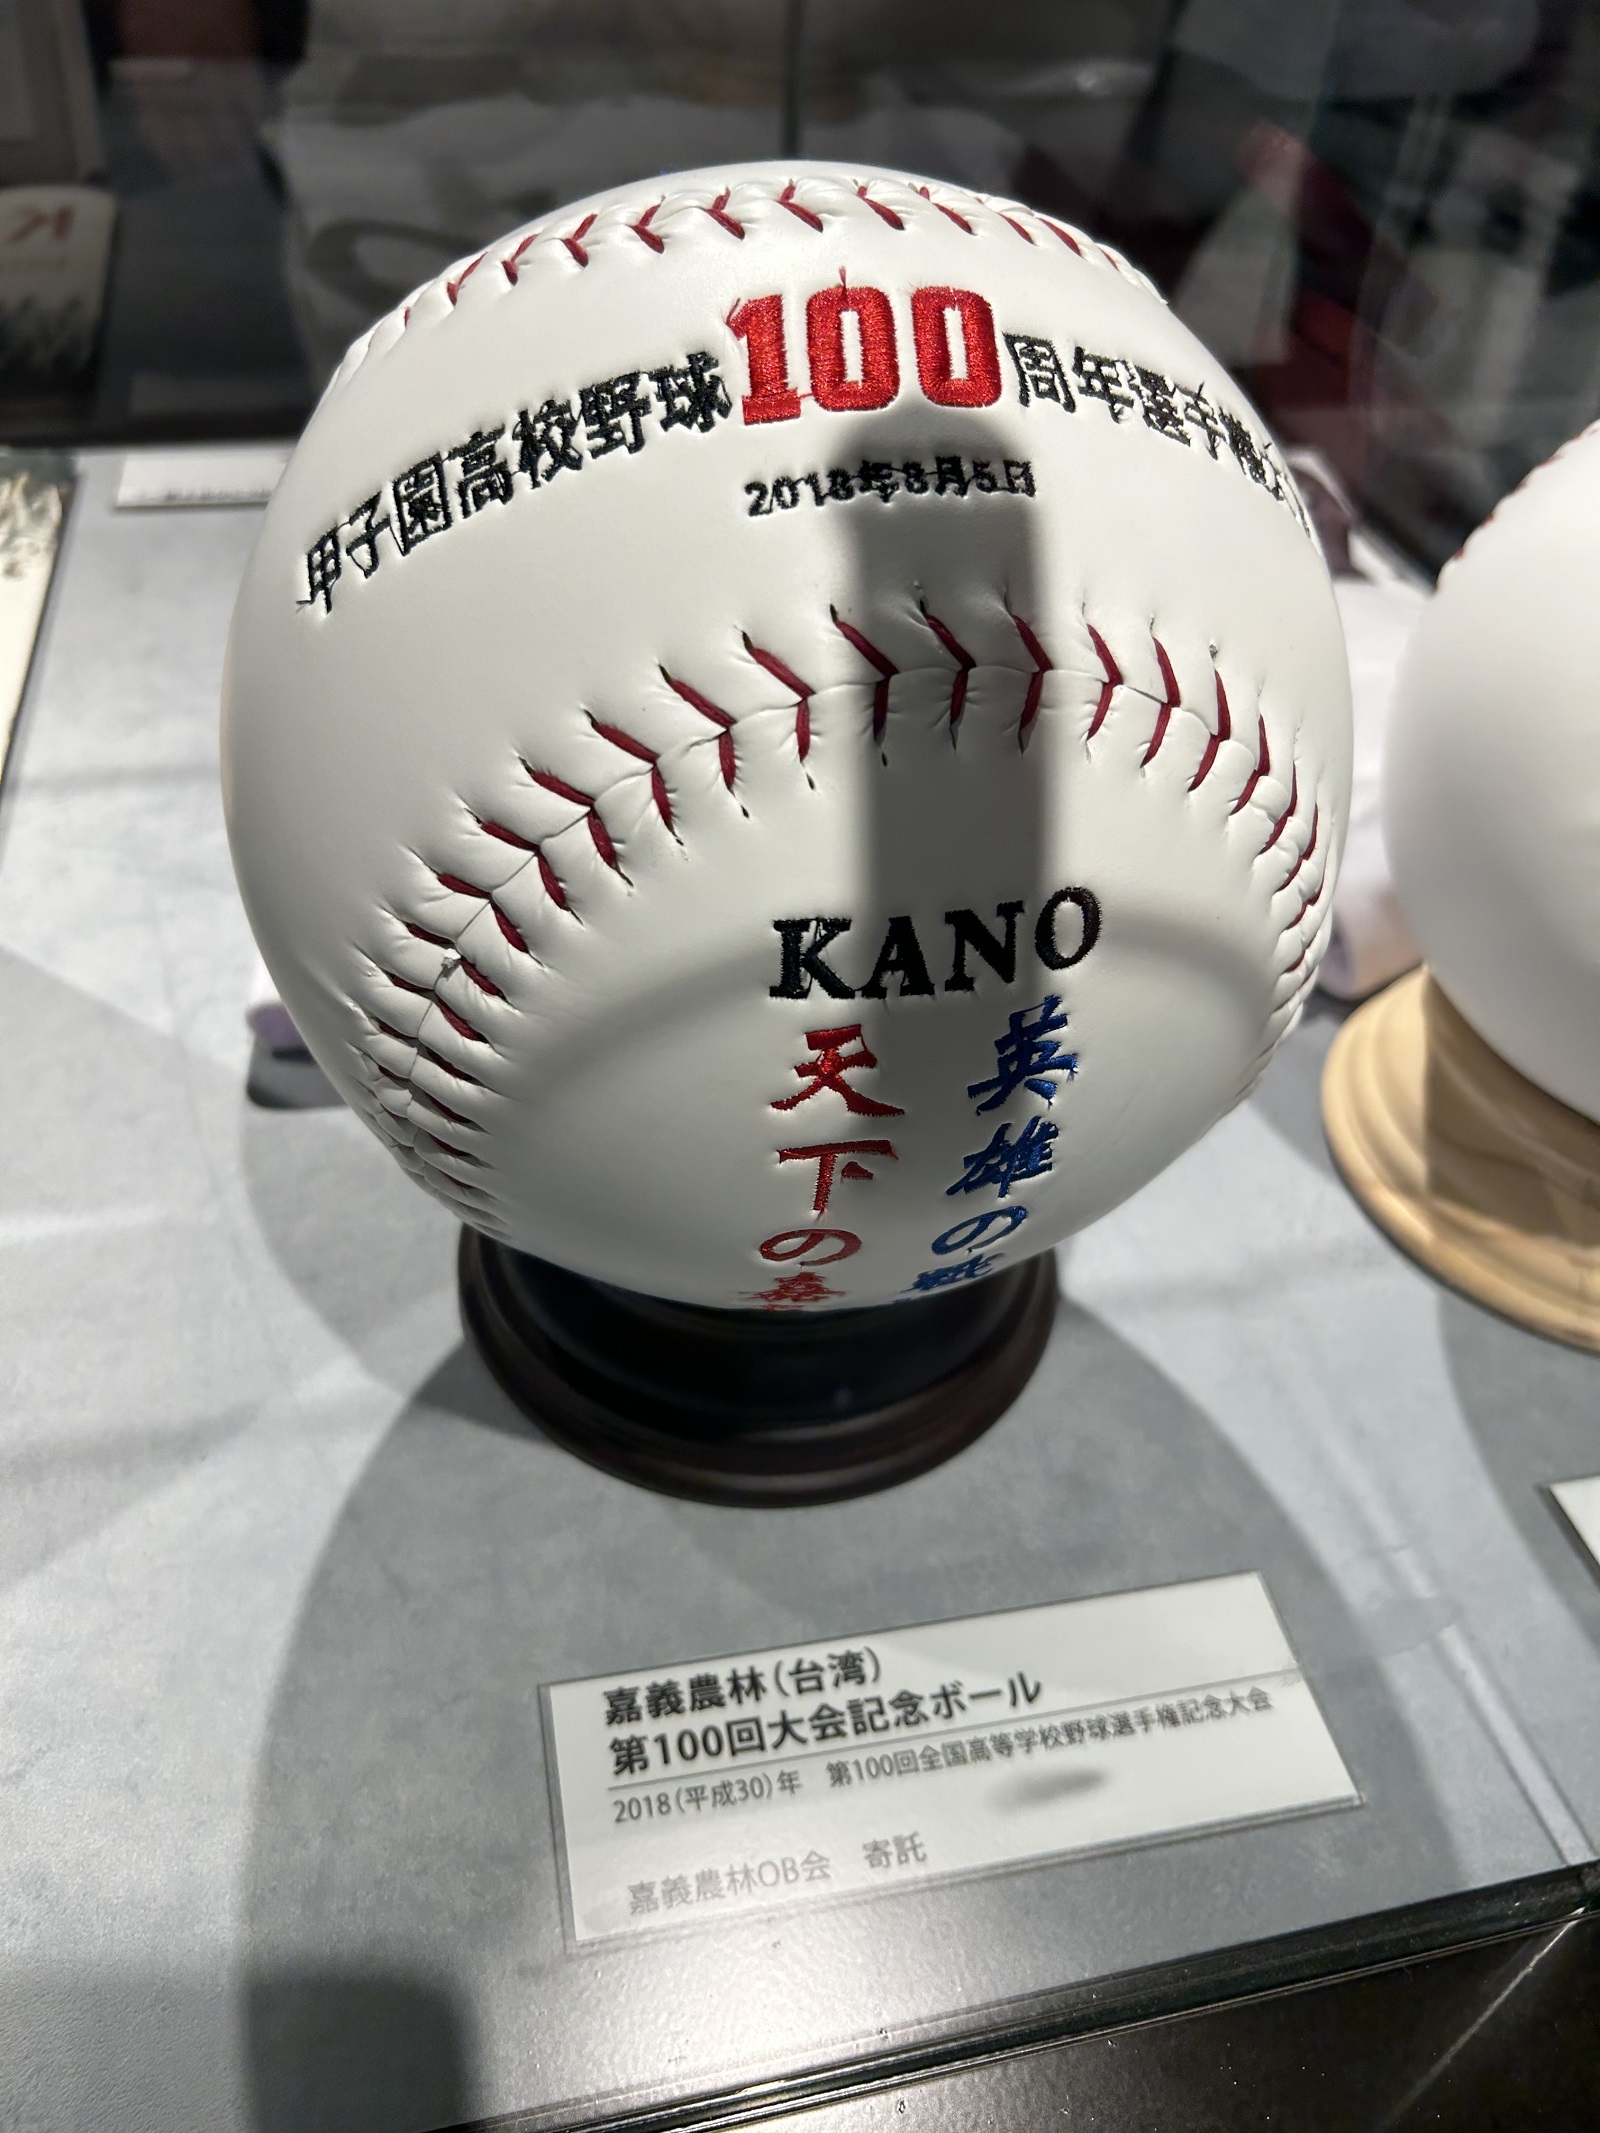 甲子園高校野球100周年選手権
2018年8月5日
KANO
英雄の戦
天下の嘉
嘉義農林(台湾)
第100回大会記念ボール
2018(平成30)年　第100回全国高等学校野球選手権記念大会
嘉義農林OB会　寄託